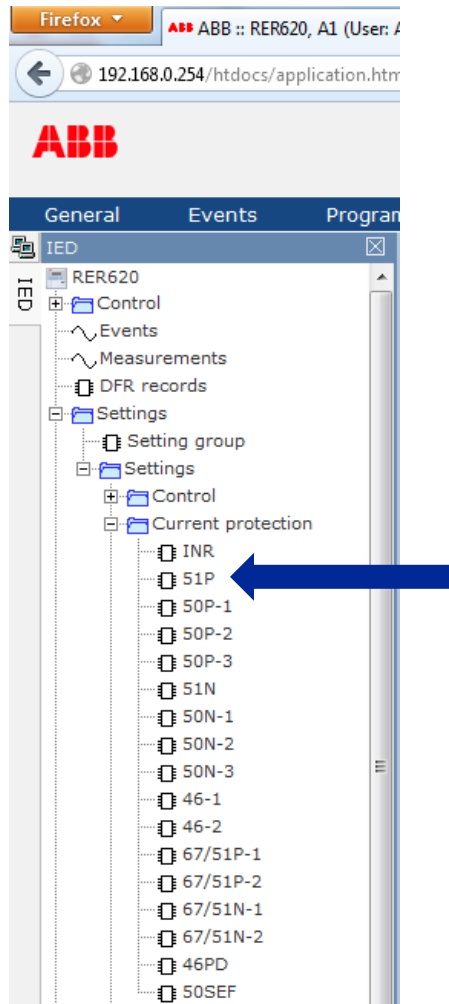 Firefox
ABB ABB :: RER620, A1 (User: A
192.168.0.254/htdocs/application.htm
ABB
General Events Program
IED
IED
RER620
Control
Events
Measurements
DFR records
Settings
Setting group
Settings
Control
Current protection
INR
51P
50P-1
50P-2
50P-3
51N
50N-1
50N-2
50N-3
46-1
46-2
67/51P-1
67/51P-2
67/51N-1
67/51N-2
46PD
50SEF